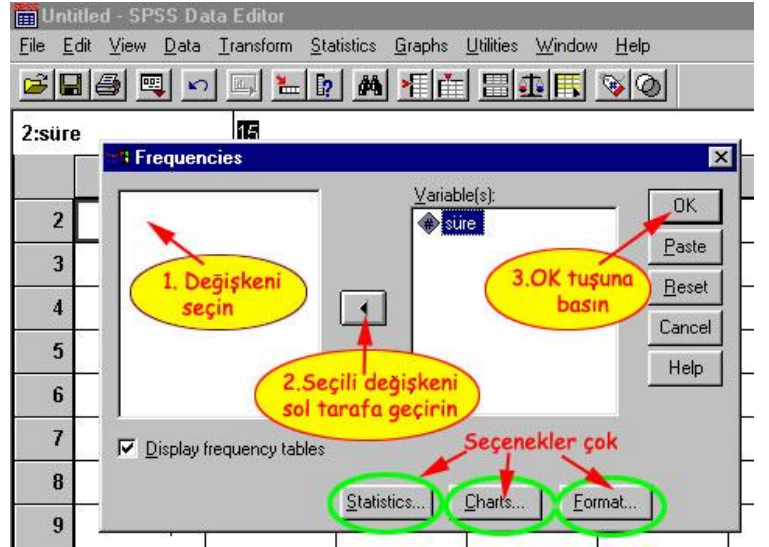 Untitled - SPSS Data Editor
File Edit View Data Transform Statistics Graphs Utilities Window Help
2:süre 15
Frequencies
Variable(s):
süre
OK
Paste
Reset
Cancel
Help
1. Değişkeni
seçin
3.OK tuşuna
basın
2.Seçili değişkeni
sol tarafa geçirin
Display frequency tables
Seçenekler çok
Statistics... Charts... Format...
2
3
4
5
6
7
8
9